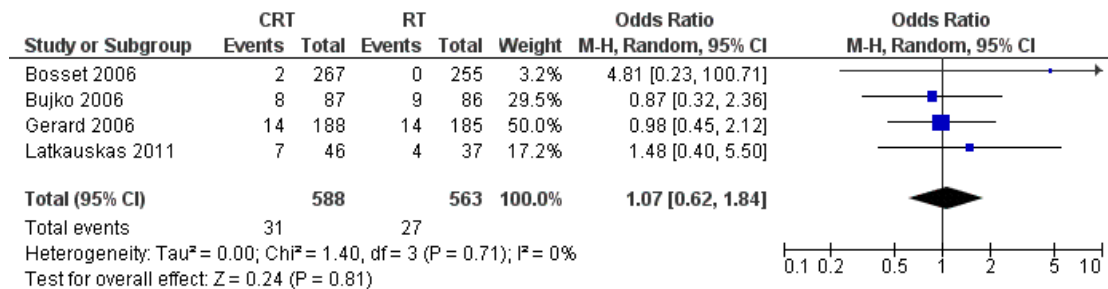 CRT RT Odds Ratio Odds Ratio
Study or Subgroup Events Total Events Total Weight M-H, Random, 95% CI M-H, Random, 95% CI
Bosset 2006 2 267 0 255 3.2% 4.81 [0.23, 100.71]
Bujko 2006 8 87 9 86 29.5% 0.87 [0.32, 2.36]
Gerard 2006 14 188 14 185 50.0% 0.98 [0.45, 2.12]
Latkauskas 2011 7 46 4 37 17.2% 1.48 [0.40, 5.50]
Total (95% CI) 588 563 100.0% 1.07 [0.62, 1.84]
Total events 31 27
Heterogeneity: Tau² = 0.00; Chi² = 1.40, df = 3 (P = 0.71); I² = 0%
Test for overall effect: Z = 0.24 (P = 0.81)
0.1 0.2 0.5 1 2 5 10